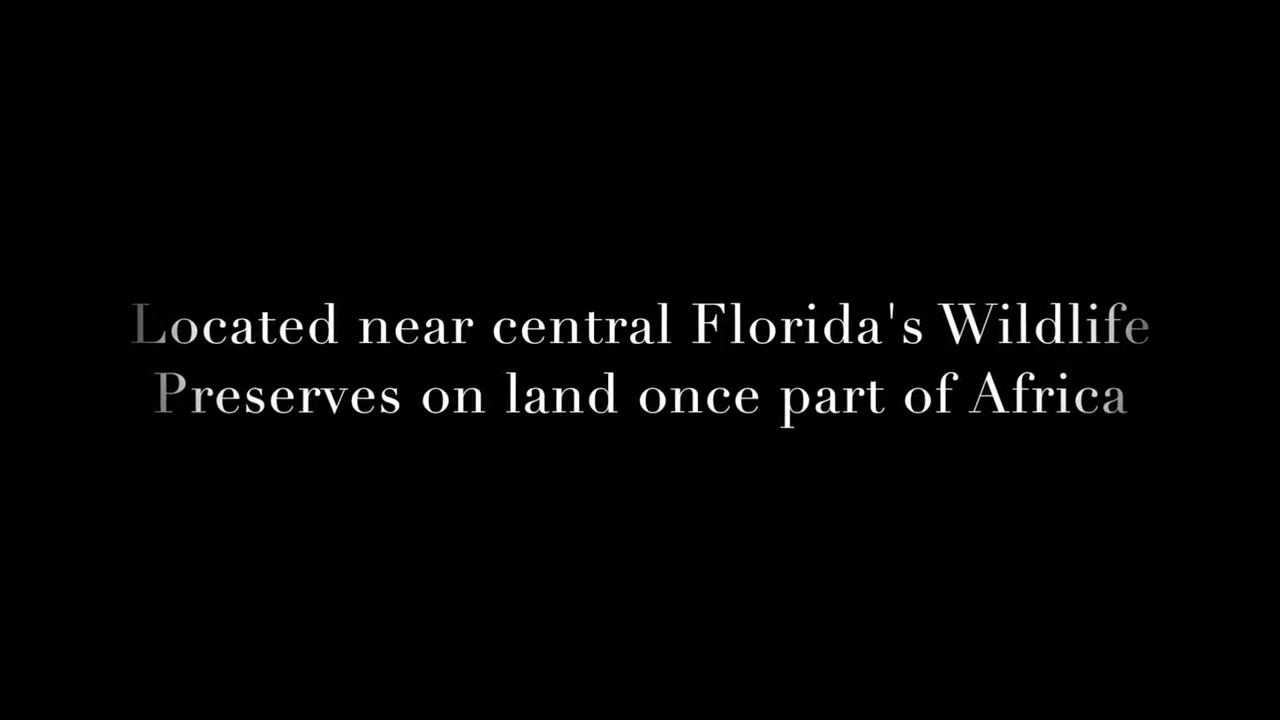 Located near central Florida's Wildlife
Preserves on land once part of Africa